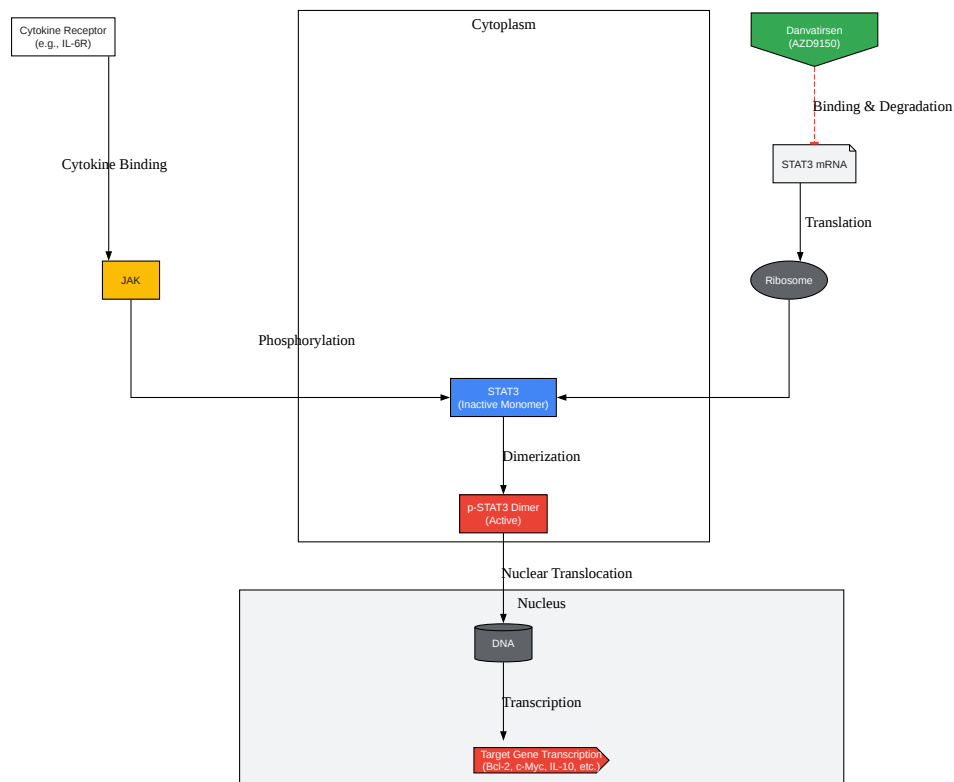 Cytokine Receptor
(e.g., IL-6R)
Cytoplasm
Danvatirsen
(AZD9150)
Binding & Degradation
Cytokine Binding
STAT3 mRNA
Translation
JAK
Ribosome
Phosphorylation
STAT3
(Inactive Monomer)
Dimerization
p-STAT3 Dimer
(Active)
Nuclear Translocation
Nucleus
DNA
Transcription
Target Gene Transcription
(Bcl-2, c-Myc, IL-10, etc.)